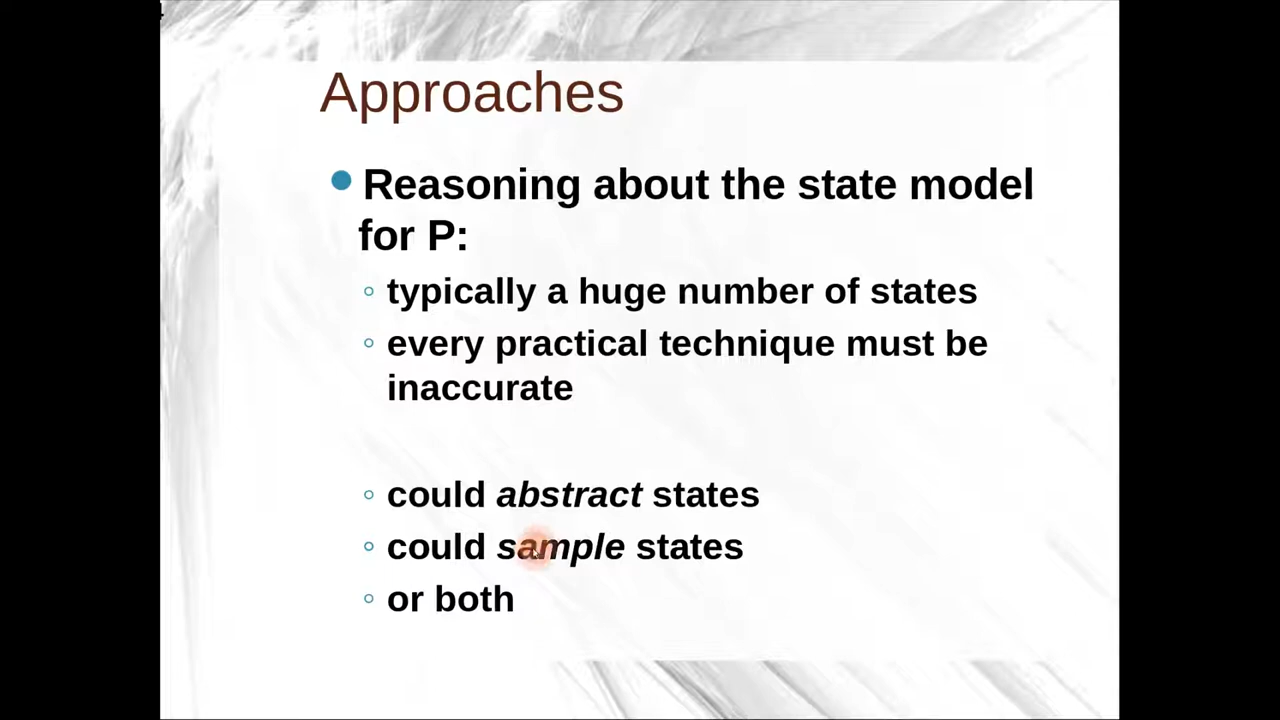 Approaches
Reasoning about the state model
for P:
typically a huge number of states
every practical technique must be
inaccurate
could abstract states
could sample states
or both